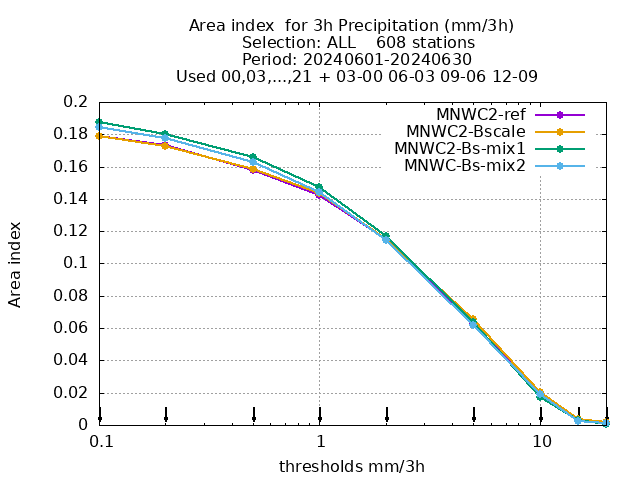 Area index  for 3h Precipitation (mm/3h)
Selection: ALL    608 stations
Period: 20240601-20240630
Used 00,03,...,21 + 03-00 06-03 09-06 12-09
MNWC2-ref
MNWC2-Bscale
MNWC2-Bs-mix1
MNWC-Bs-mix2
0.2
0.18
0.16
0.14
0.12
0.1
0.08
0.06
0.04
0.02
0
Area index
0.1 1 10
thresholds mm/3h